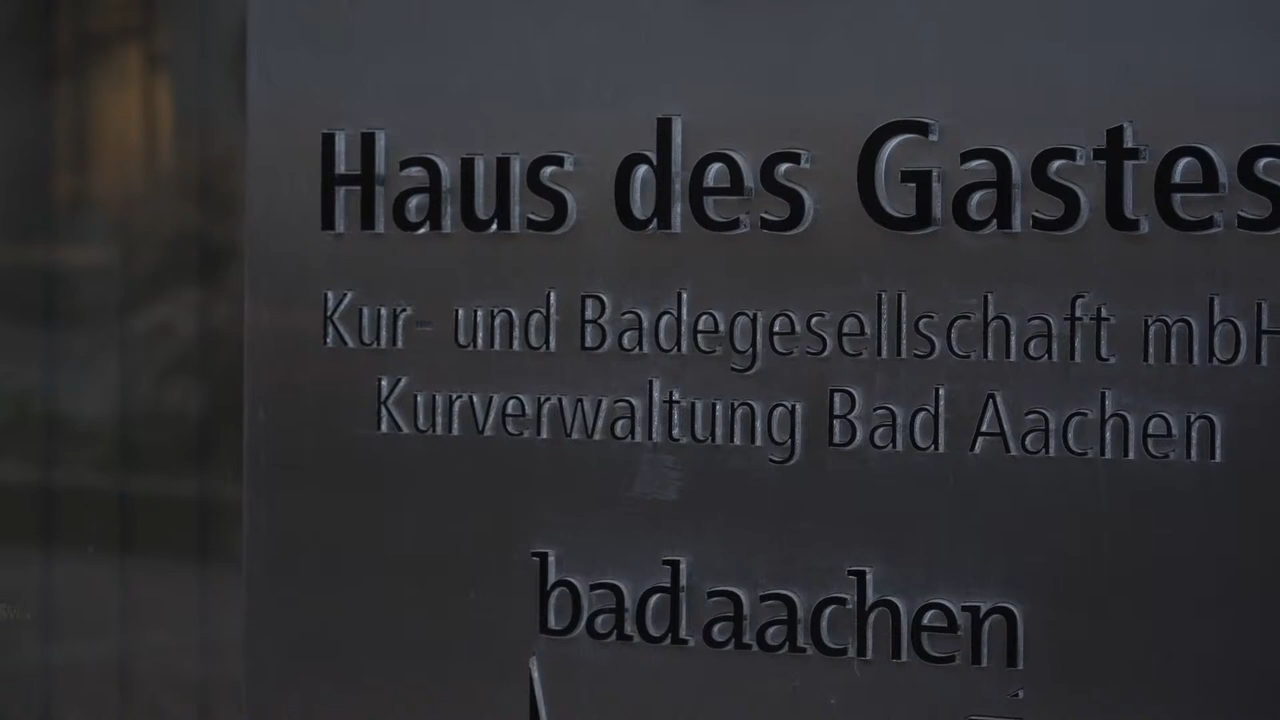 Haus des Gastes
Kur- und Badegesellschaft mbH
Kurverwaltung Bad Aachen
bad aachen